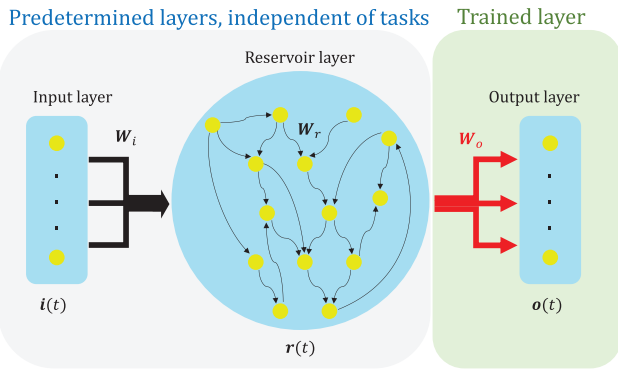 Predetermined layers, independent of tasks
Trained layer
Reservoir layer
Input layer
Output layer
W_i
W_r
W_o
i(t)
r(t)
o(t)